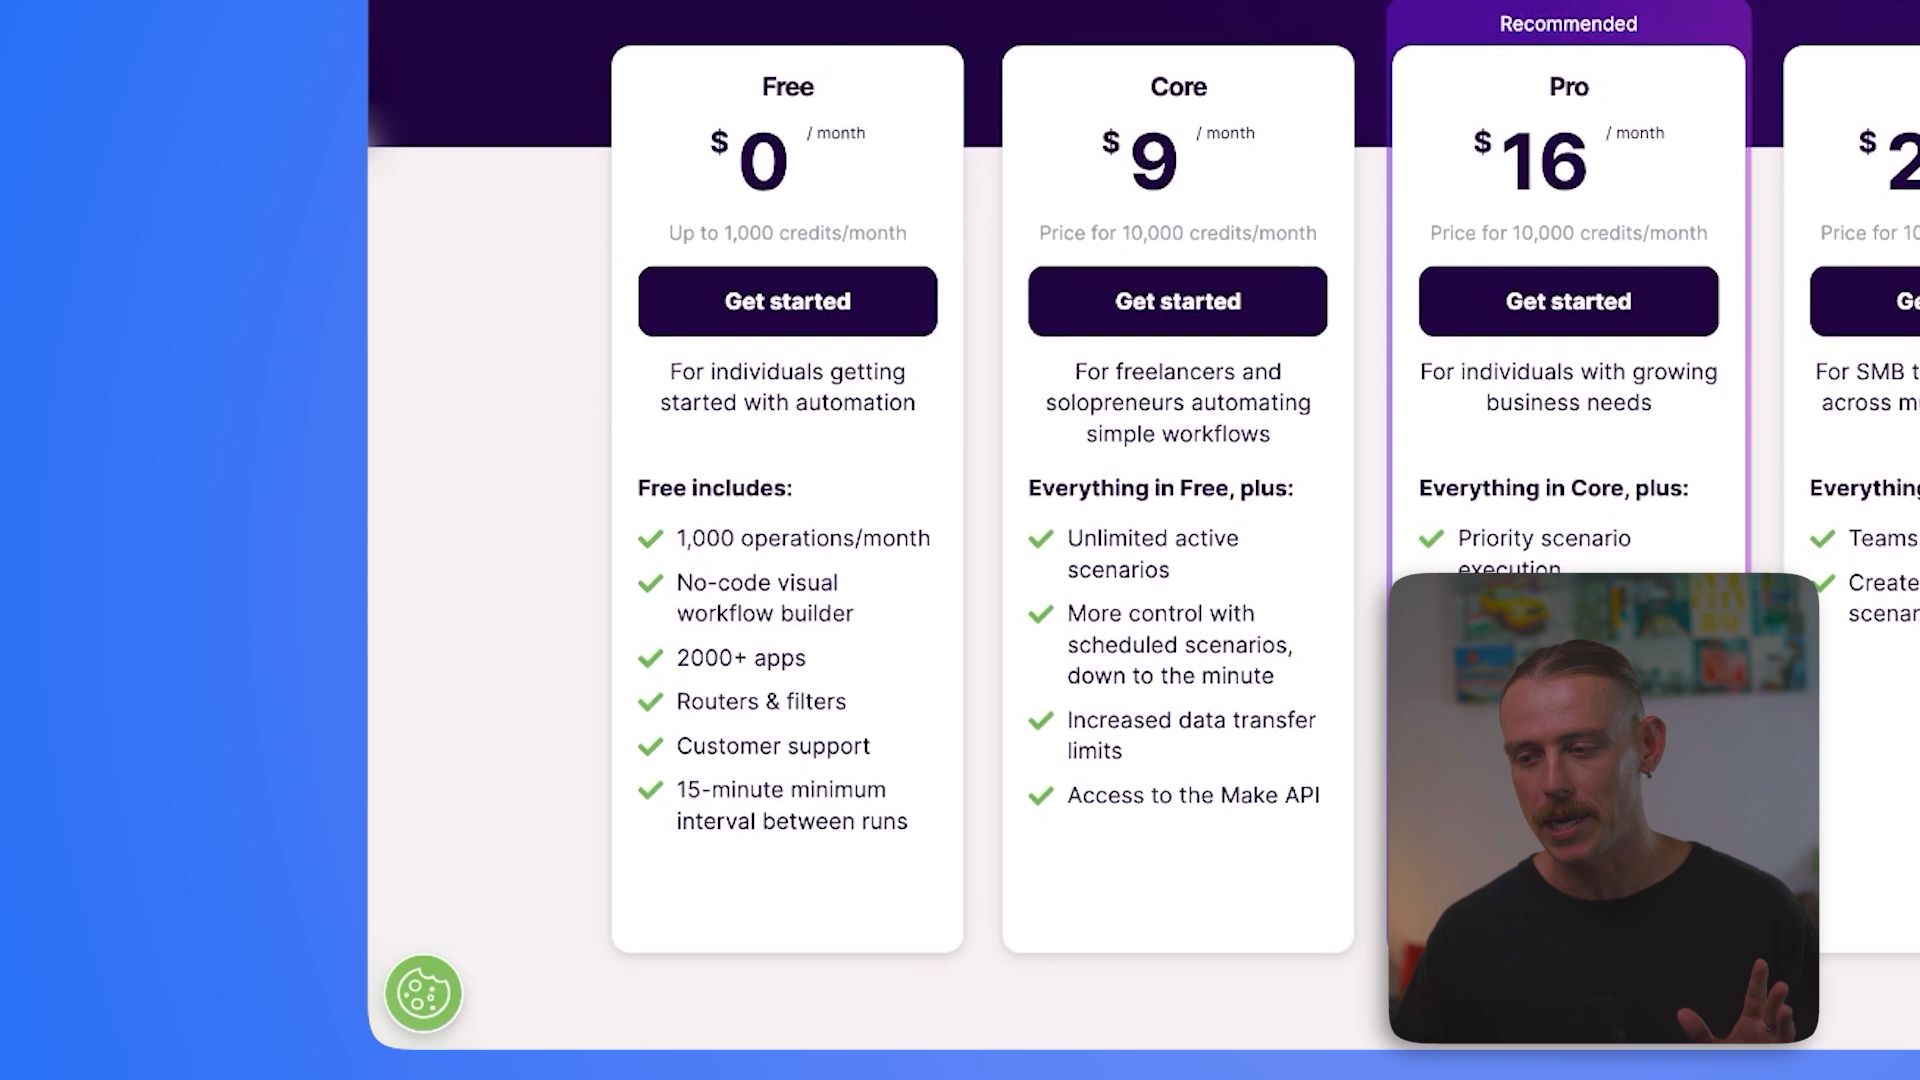 Recommended
Free
$ 0 / month
Up to 1,000 credits/month
Get started
For individuals getting
started with automation
Free includes:
1,000 operations/month
No-code visual
workflow builder
2000+ apps
Routers & filters
Customer support
15-minute minimum
interval between runs
Core
$ 9 / month
Price for 10,000 credits/month
Get started
For freelancers and
solopreneurs automating
simple workflows
Everything in Free, plus:
Unlimited active
scenarios
More control with
scheduled scenarios,
down to the minute
Increased data transfer
limits
Access to the Make API
Pro
$ 16 / month
Price for 10,000 credits/month
Get started
For individuals with growing
business needs
Everything in Core, plus:
Priority scenario
execution
$ 2
Price for 10
Ge
For SMB t
across m
Everything
Teams
Create
scenar